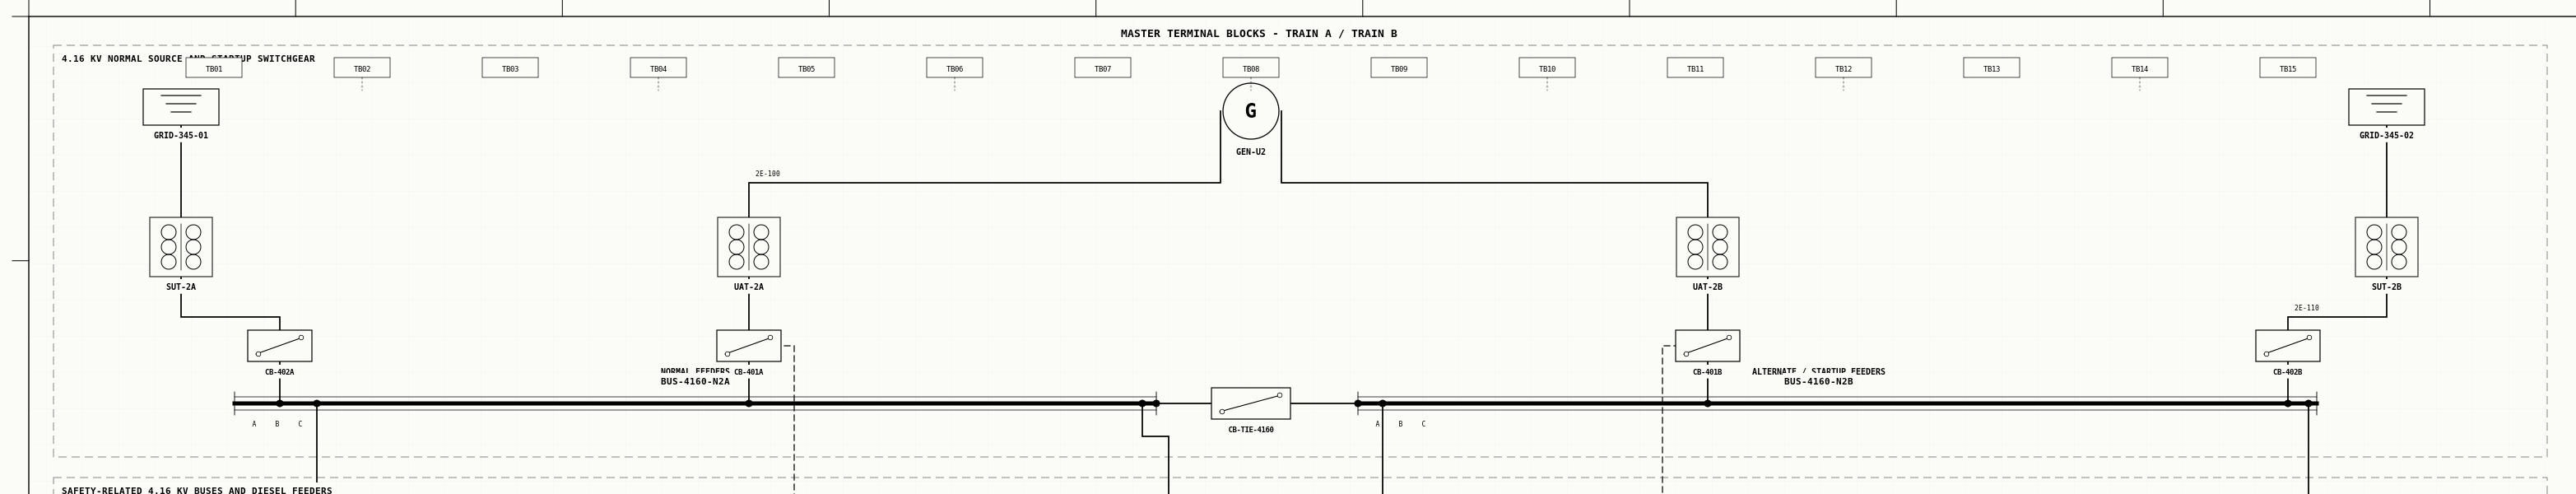 MASTER TERMINAL BLOCKS - TRAIN A / TRAIN B
4.16 KV NORMAL SOURCE AND STARTUP SWITCHGEAR
TB01 TB02 TB03 TB04 TB05 TB06 TB07 TB08 TB09 TB10 TB11 TB12 TB13 TB14 TB15
G
GRID-345-01
GRID-345-02
GEN-U2
2E-100
SUT-2A
UAT-2A
UAT-2B
SUT-2B
2E-110
CB-402A
NORMAL FEEDERS
CB-401A
CB-401B
ALTERNATE / STARTUP FEEDERS
CB-402B
BUS-4160-N2A
BUS-4160-N2B
A B C
CB-TIE-4160
A B C
SAFETY-RELATED 4.16 KV BUSES AND DIESEL FEEDERS